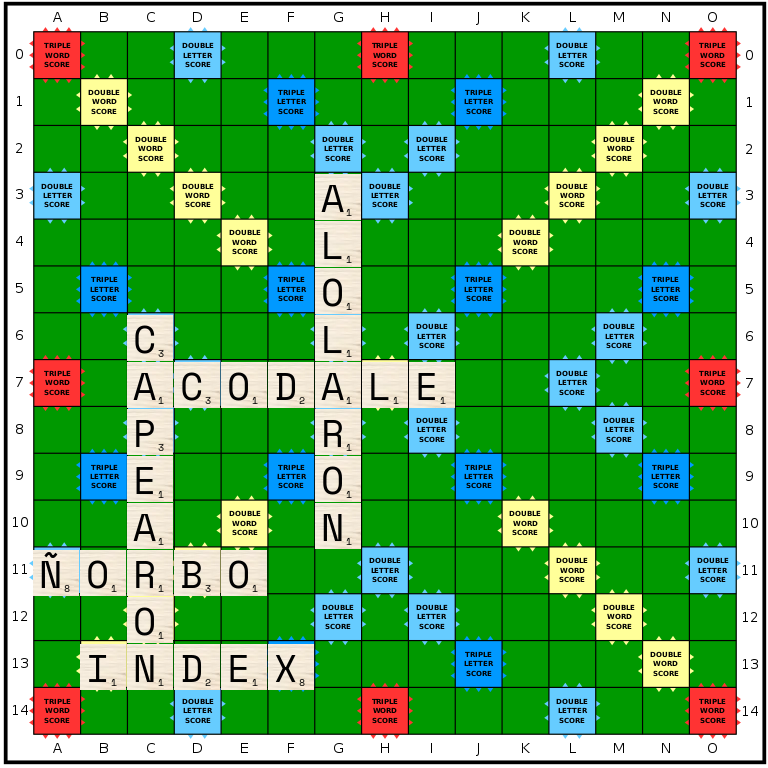 A B C D E F G H I J K L M N O
TRIPLE DOUBLE TRIPLE DOUBLE TRIPLE
0 WORD LETTER WORD LETTER WORD 0
SCORE SCORE SCORE SCORE SCORE
DOUBLE TRIPLE TRIPLE DOUBLE
1 WORD LETTER LETTER WORD 1
SCORE SCORE SCORE SCORE
DOUBLE DOUBLE DOUBLE DOUBLE
2 WORD LETTER LETTER WORD 2
SCORE SCORE SCORE SCORE
DOUBLE DOUBLE DOUBLE DOUBLE DOUBLE
3 LETTER WORD A1 LETTER WORD LETTER 3
SCORE SCORE SCORE SCORE SCORE
DOUBLE DOUBLE
4 WORD L1 WORD 4
SCORE SCORE
TRIPLE TRIPLE TRIPLE TRIPLE
5 LETTER LETTER O1 LETTER LETTER 5
SCORE SCORE SCORE SCORE
DOUBLE DOUBLE
6 C3 L1 LETTER LETTER 6
SCORE SCORE
TRIPLE DOUBLE TRIPLE
7 WORD A1 C3 O1 D2 A1 L1 E1 LETTER WORD 7
SCORE SCORE SCORE
DOUBLE DOUBLE
8 P3 R1 LETTER LETTER 8
SCORE SCORE
TRIPLE TRIPLE TRIPLE TRIPLE
9 LETTER E1 LETTER O1 LETTER LETTER 9
SCORE SCORE SCORE SCORE
DOUBLE DOUBLE
10 A1 WORD N1 WORD 10
SCORE SCORE
DOUBLE DOUBLE DOUBLE
11 Ñ8 O1 R1 B3 O1 LETTER WORD LETTER 11
SCORE SCORE SCORE
DOUBLE DOUBLE DOUBLE
12 O1 LETTER LETTER WORD 12
SCORE SCORE SCORE
TRIPLE DOUBLE
13 I1 N1 D2 E1 X8 LETTER WORD 13
SCORE SCORE
TRIPLE DOUBLE TRIPLE DOUBLE TRIPLE
14 WORD LETTER WORD LETTER WORD 14
SCORE SCORE SCORE SCORE SCORE
A B C D E F G H I J K L M N O